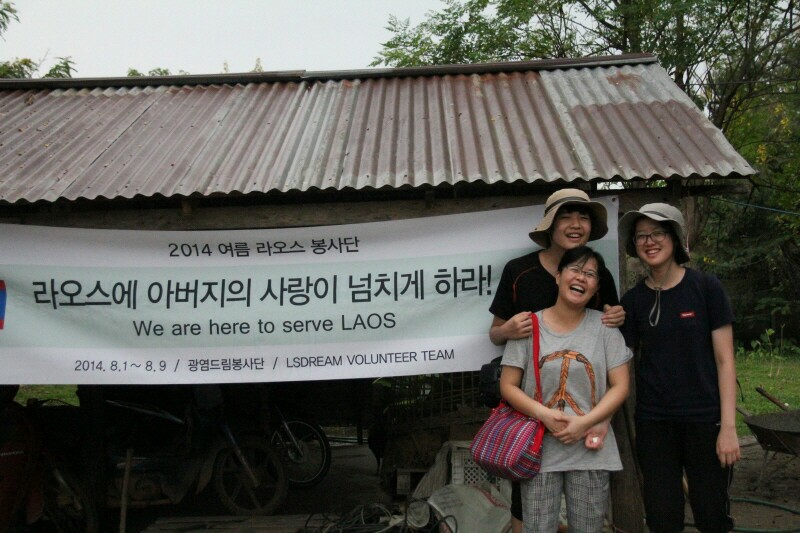 2014 여름 라오스 봉사단
라오스에 아버지의 사랑이 넘치게 하라!
We are here to serve LAOS
2014. 8.1~ 8.9 / 광염드림봉사단 / LSDREAM VOLUNTEER TEAM